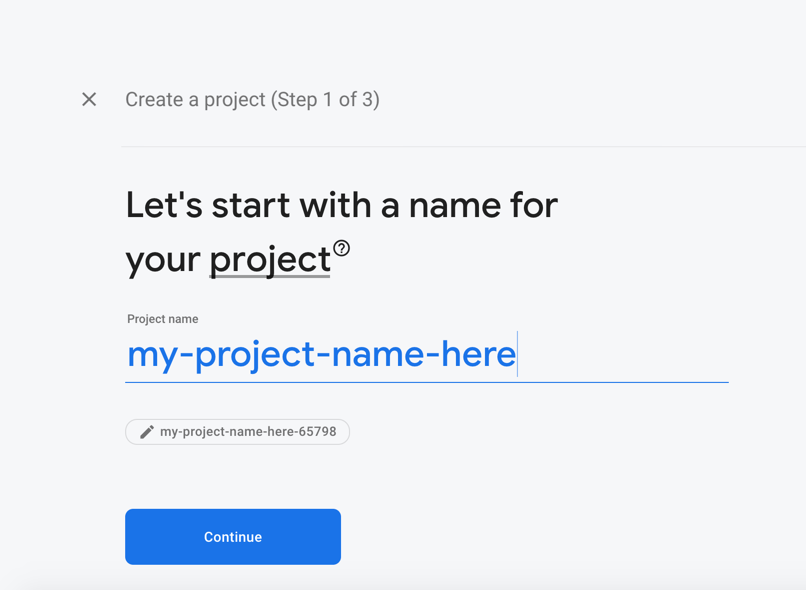 Create a project (Step 1 of 3)
Let's start with a name for
your project
Project name
my-project-name-here
my-project-name-here-65798
Continue